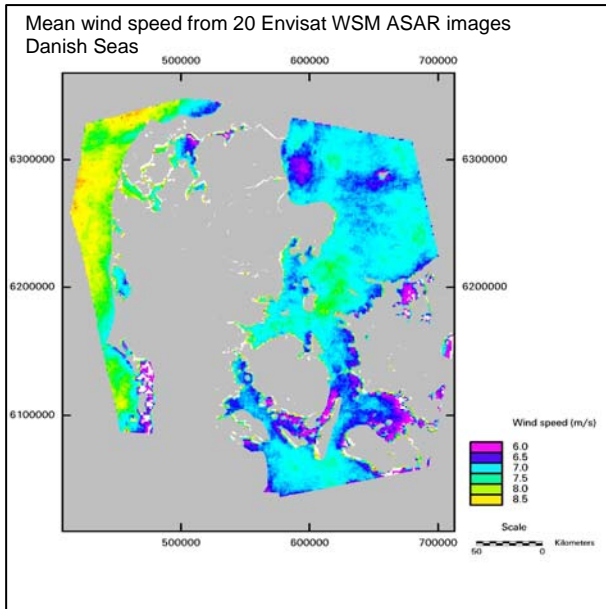 Mean wind speed from 20 Envisat WSM ASAR images
Danish Seas
500000 600000 700000
6300000 6300000
6200000 6200000
6100000
Wind speed (m/s)
6.0
6.5
7.0
7.5
8.0
8.5
Scale
50 0 Kilometers
500000 600000 700000